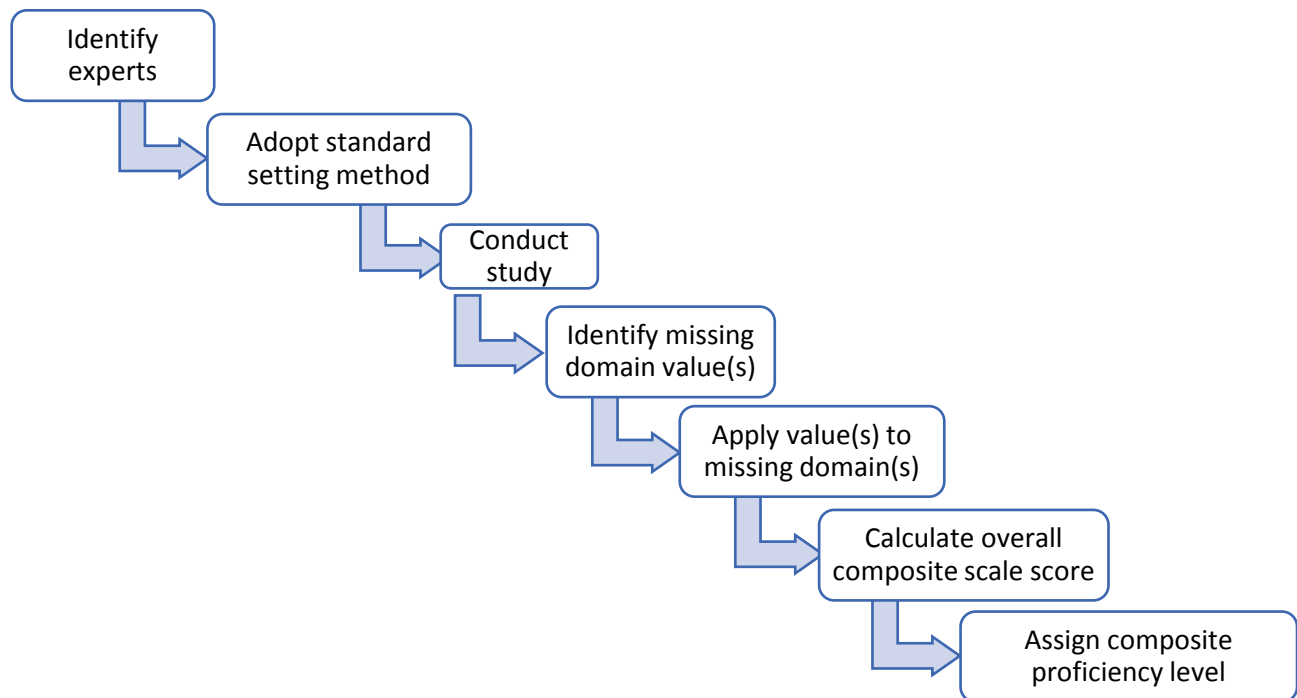 Identify
experts
Adopt standard
setting method
Conduct
study
Identify missing
domain value(s)
Apply value(s) to
missing domain(s)
Calculate overall
composite scale score
Assign composite
proficiency level